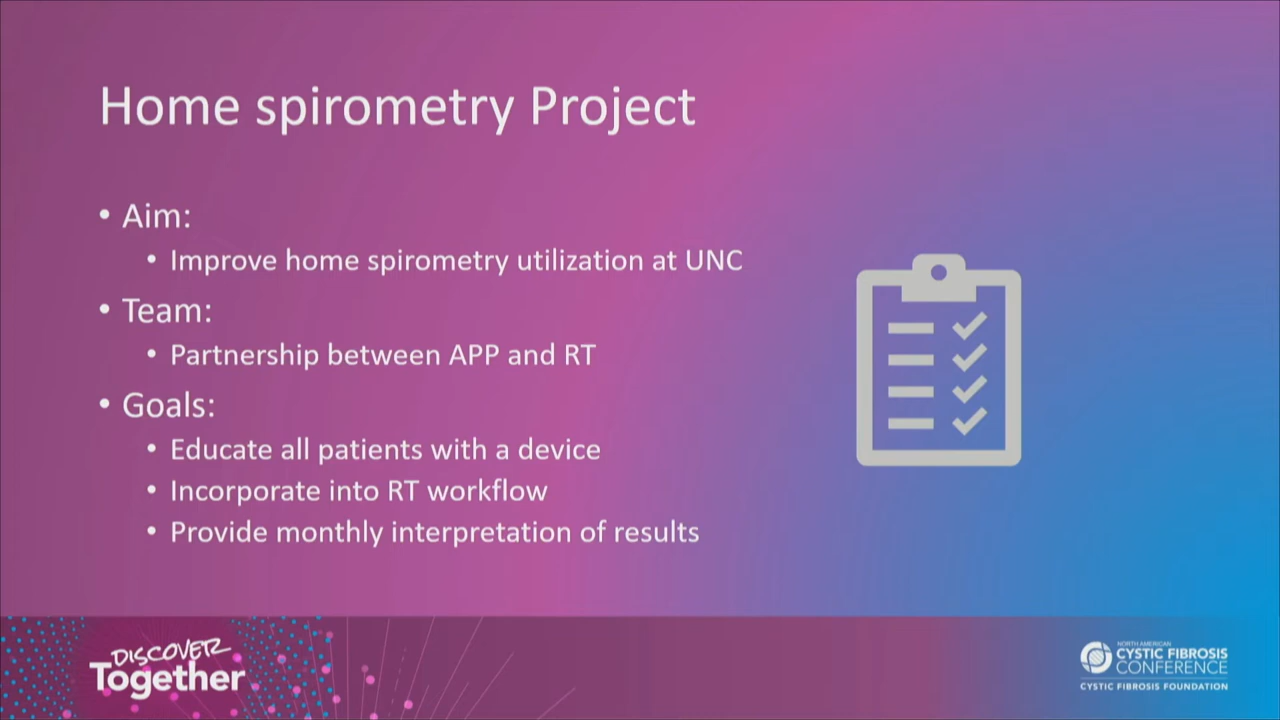 Home spirometry Project
• Aim:
• Improve home spirometry utilization at UNC
• Team:
• Partnership between APP and RT
• Goals:
• Educate all patients with a device
• Incorporate into RT workflow
• Provide monthly interpretation of results
DISCOVER
Together
NORTH AMERICAN
CYSTIC FIBROSIS
CONFERENCE
CYSTIC FIBROSIS FOUNDATION